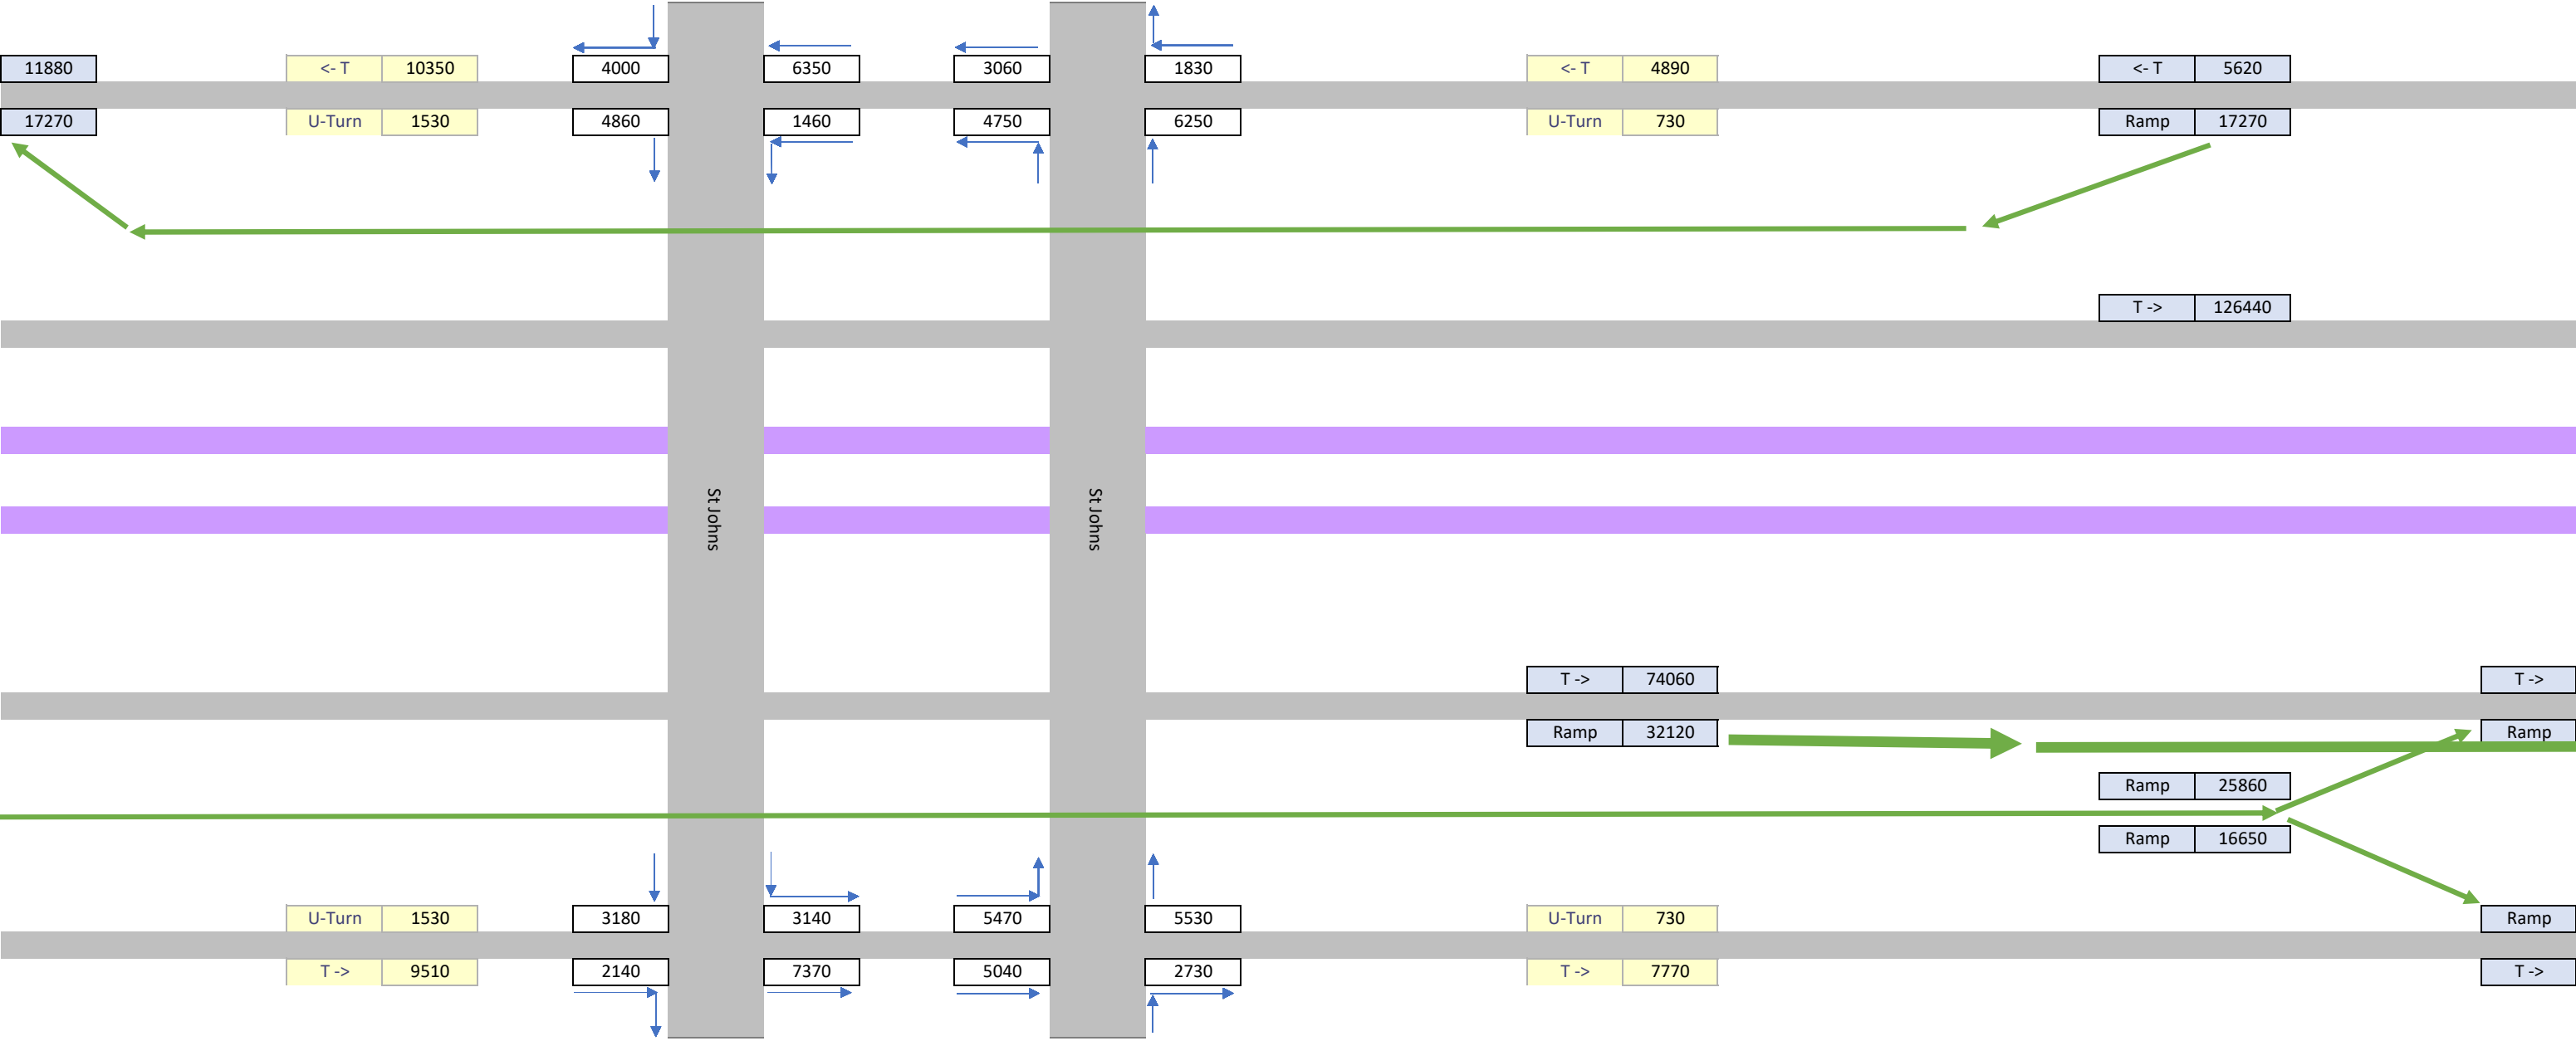 11880 <- T 10350 4000 6350 3060 1830 <- T 4890 <- T 5620
17270 U-Turn 1530 4860 1460 4750 6250 U-Turn 730 Ramp 17270
T -> 126440
St Johns St Johns
T -> 74060 T ->
Ramp 32120 Ramp
Ramp 25860
Ramp 16650
U-Turn 1530 3180 3140 5470 5530 U-Turn 730 Ramp
T -> 9510 2140 7370 5040 2730 T -> 7770 T ->